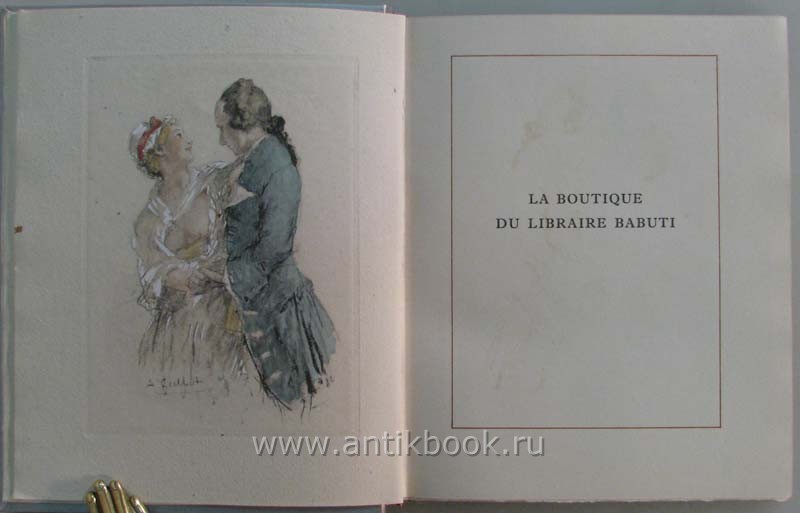 LA BOUTIQUE
DU LIBRAIRE BABUTI
www.antikbook.ru